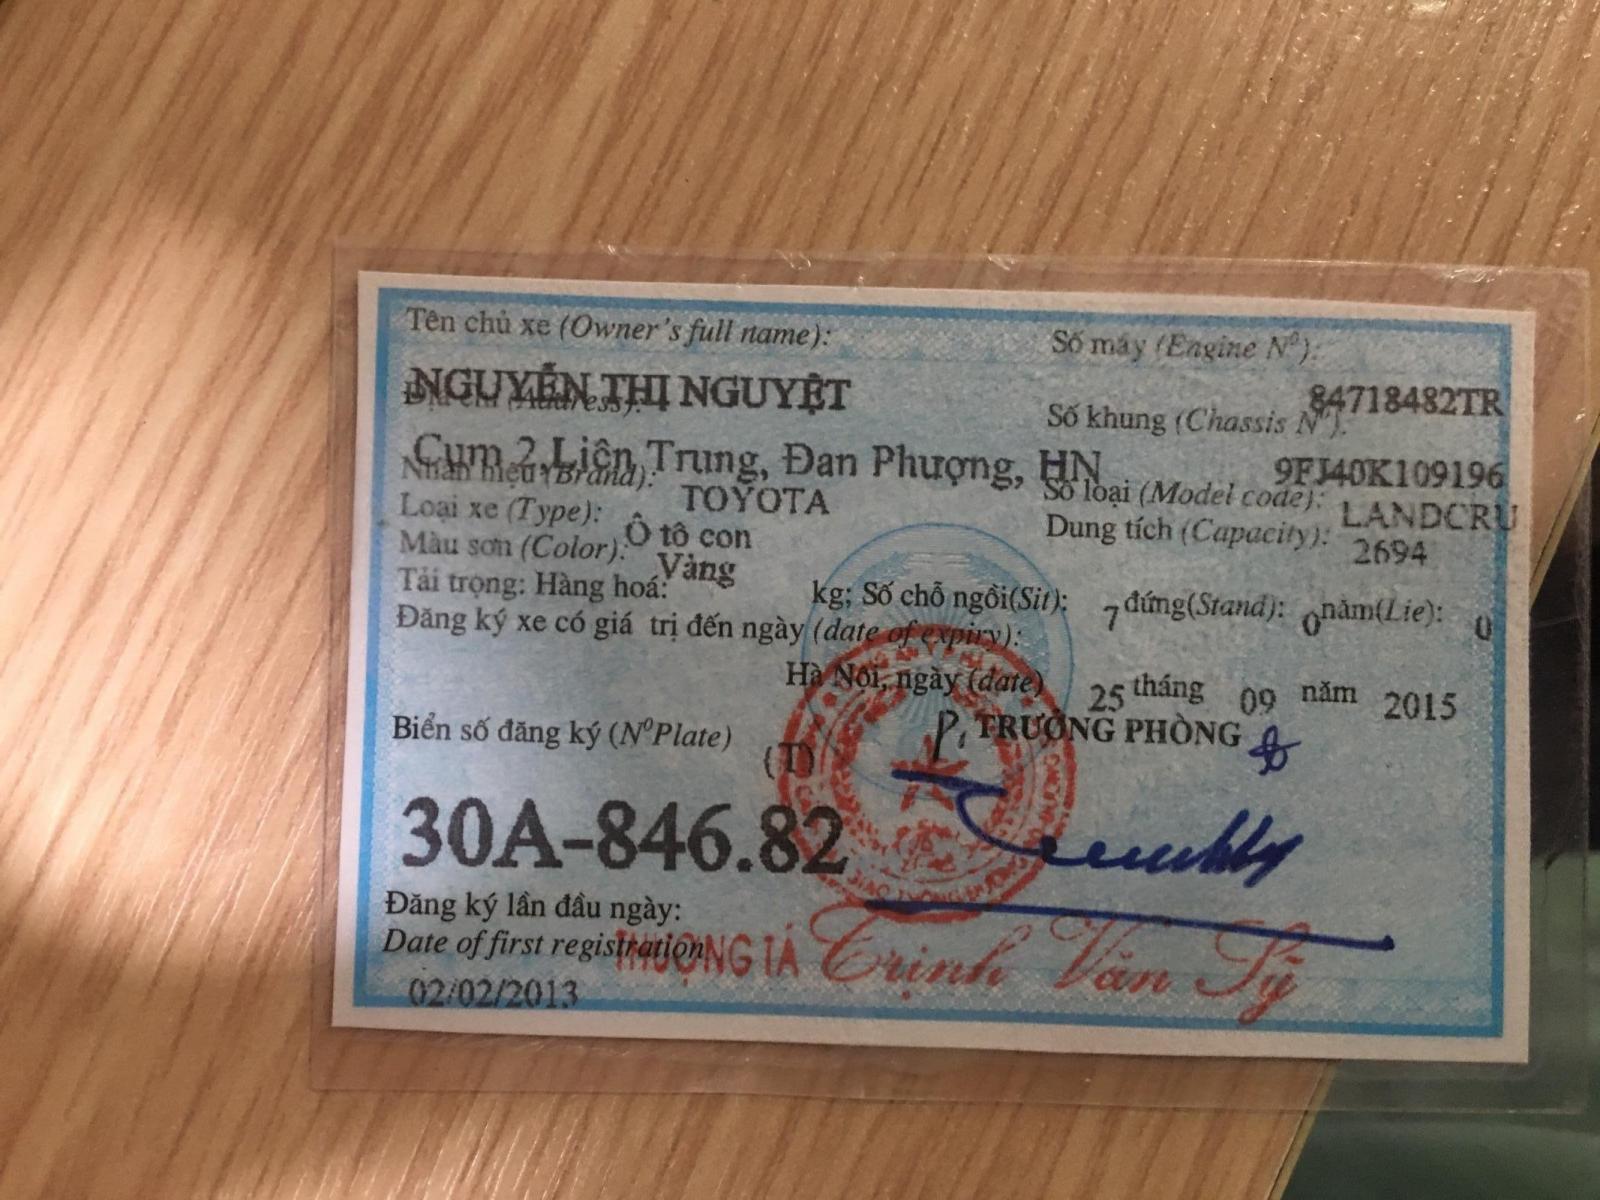 Tên chủ xe (Owner's full name):
Số máy (Engine Nº):
NGUYỄN THỊ NGUYỆT
84718482TR
Địa chỉ (Address):
Số khung (Chassis Nº):
Cụm 2,Liên Trung, Đan Phượng, HN
9FJ40K109196
Nhãn hiệu (Brand): TOYOTA
Số loại (Model code): LANDCRU
Loại xe (Type): Ô tô con
Dung tích (Capacity): 2694
Màu sơn (Color): Vàng
Tải trọng: Hàng hoá: kg; Số chỗ ngồi(Sit): 7 đứng(Stand): 0 nằm(Lie): 0
Đăng ký xe có giá trị đến ngày (date of expiry):
Hà Nội, ngày (date) 25 tháng 09 năm 2015
Biển số đăng ký (NºPlate) (T)
P. TRƯỞNG PHÒNG
30A-846.82
Đăng ký lần đầu ngày:
Date of first registration
THƯỢNG TÁ Trịnh Văn Sỹ
02/02/2013